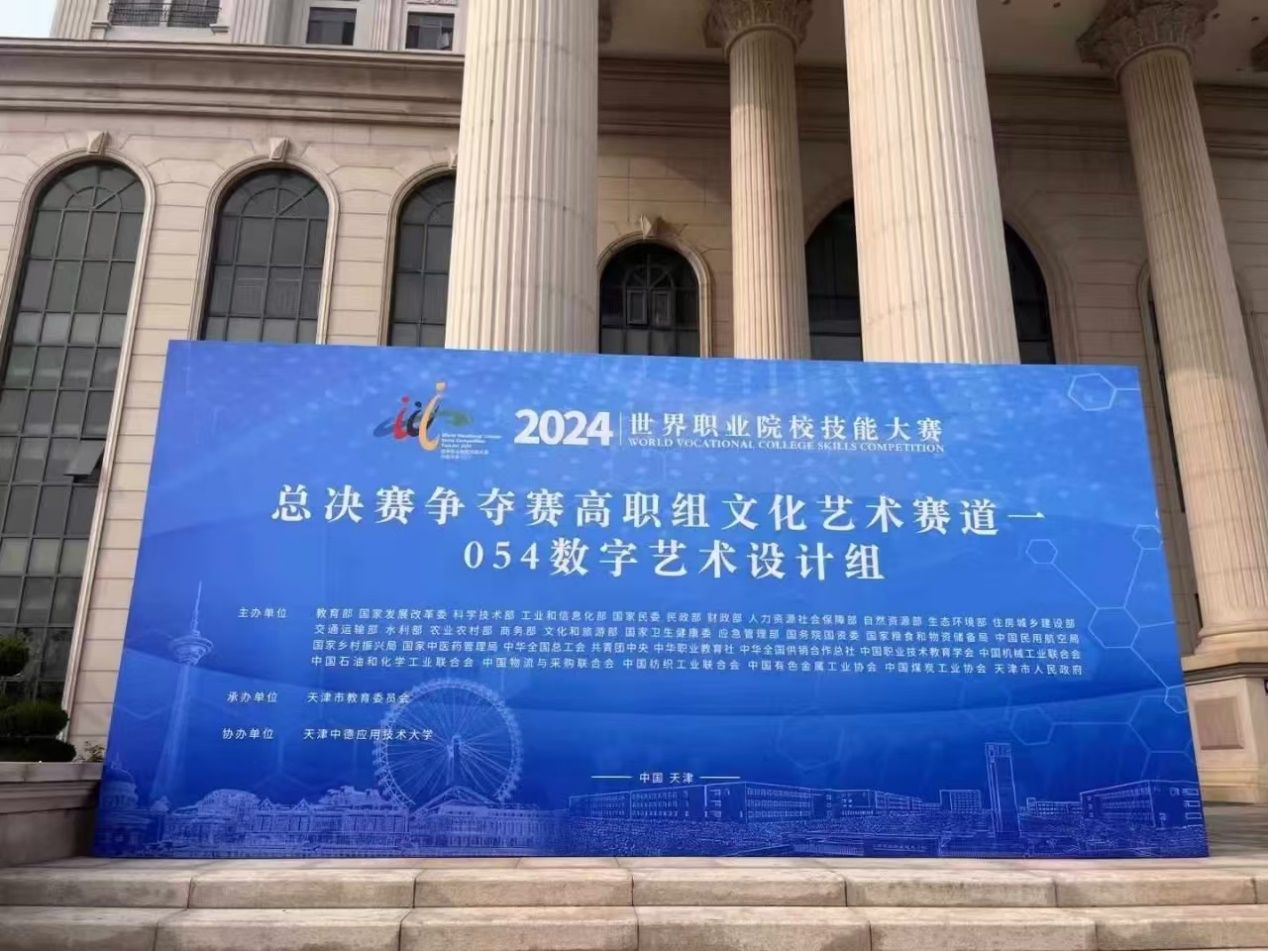 2024 世界职业院校技能大赛
WORLD VOCATIONAL COLLEGE SKILLS COMPETITION
总决赛争夺赛高职组文化艺术赛道一
054数字艺术设计组
主办单位 教育部 国家发展改革委 科学技术部 工业和信息化部 国家民委 民政部 财政部 人力资源社会保障部 自然资源部 生态环境部 住房城乡建设部
交通运输部 水利部 农业农村部 商务部 文化和旅游部 国家卫生健康委 应急管理部 国务院国资委 国家粮食和物资储备局 中国民用航空局
国家乡村振兴局 国家中医药管理局 中华全国总工会 共青团中央 中华职业教育社 中华全国供销合作总社 中国职业技术教育学会 中国机械工业联合会
中国石油和化学工业联合会 中国物流与采购联合会 中国纺织工业联合会 中国有色金属工业协会 中国煤炭工业协会 天津市人民政府
承办单位 天津市教育委员会
协办单位 天津中德应用技术大学
中国 天津